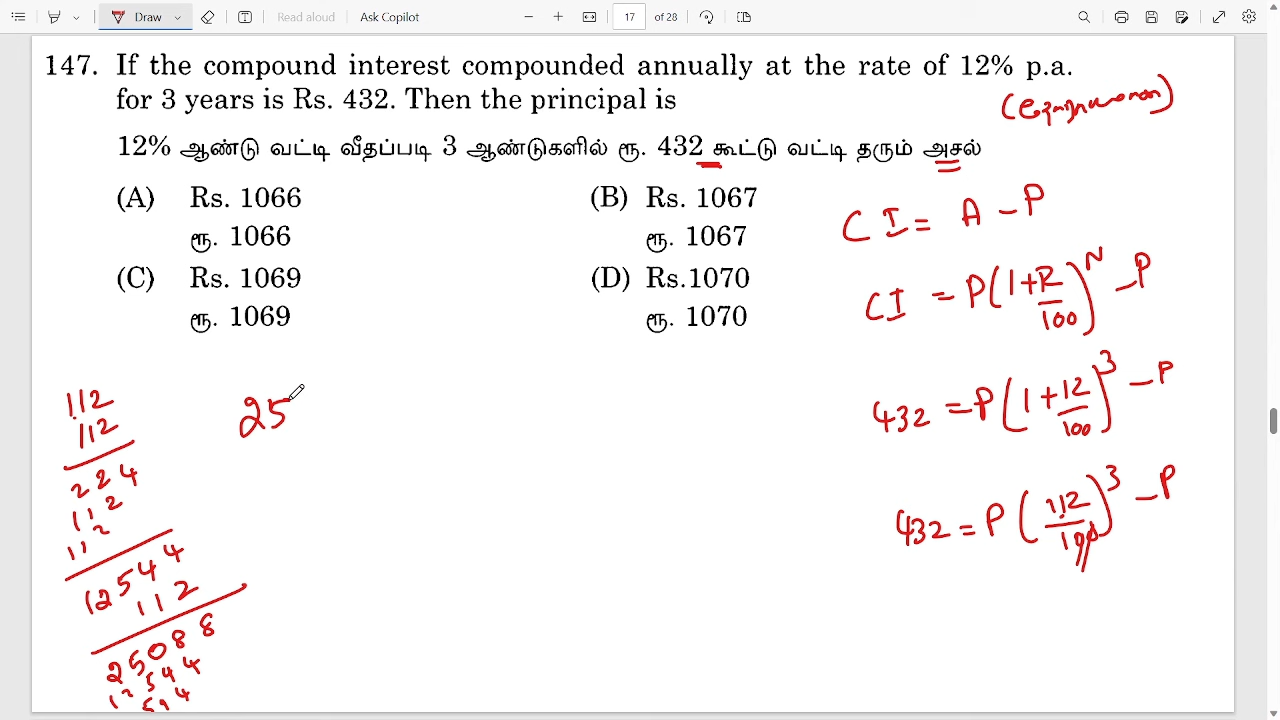 Draw
Read aloud
Ask Copilot
17 of 28
147. If the compound interest compounded annually at the rate of 12% p.a.
for 3 years is Rs. 432. Then the principal is
12% ஆண்டு வட்டி வீதப்படி 3 ஆண்டுகளில் ரூ. 432 கூட்டு வட்டி தரும் அசல்
(A) Rs. 1066
ரூ. 1066
(B) Rs. 1067
ரூ. 1067
(C) Rs. 1069
ரூ. 1069
(D) Rs.1070
ரூ. 1070
CI = A - P
CI = P(1+R/100)^N - P
432 = P(1+12/100)^3 - P
432 = P(112/100)^3 - P
112
112
224
112
112
12544
112
25088
12544
25